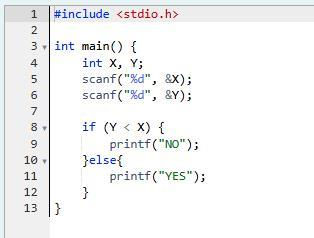 1 #include <stdio.h>
2
3 int main() {
4     int X, Y;
5     scanf("%d", &X);
6     scanf("%d", &Y);
7
8     if (Y < X) {
9         printf("NO");
10     }else{
11         printf("YES");
12     }
13 }